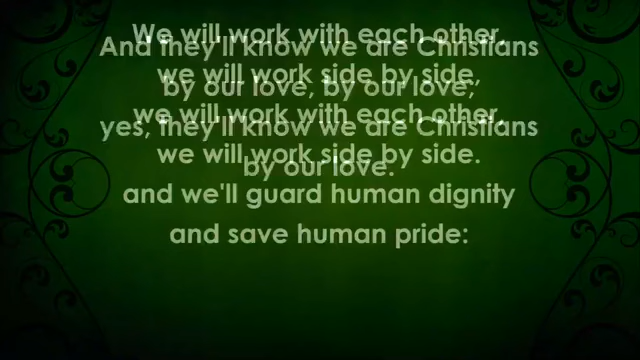 We will work with each other,
And they'll know we are Christians
we will work side by side,
by our love, by our love;
we will work with each other,
yes, they'll know we are Christians
we will work side by side.
by our love.
and we'll guard human dignity
and save human pride: